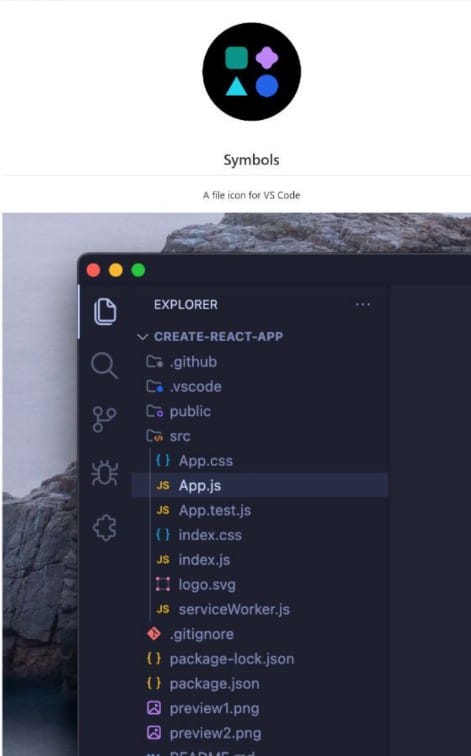 Symbols
A file icon for VS Code
EXPLORER
CREATE-REACT-APP
.github
.vscode
public
src
{ } App.css
JS App.js
JS App.test.js
{ } index.css
JS index.js
logo.svg
JS serviceWorker.js
.gitignore
{ } package-lock.json
{ } package.json
preview1.png
preview2.png
README.md